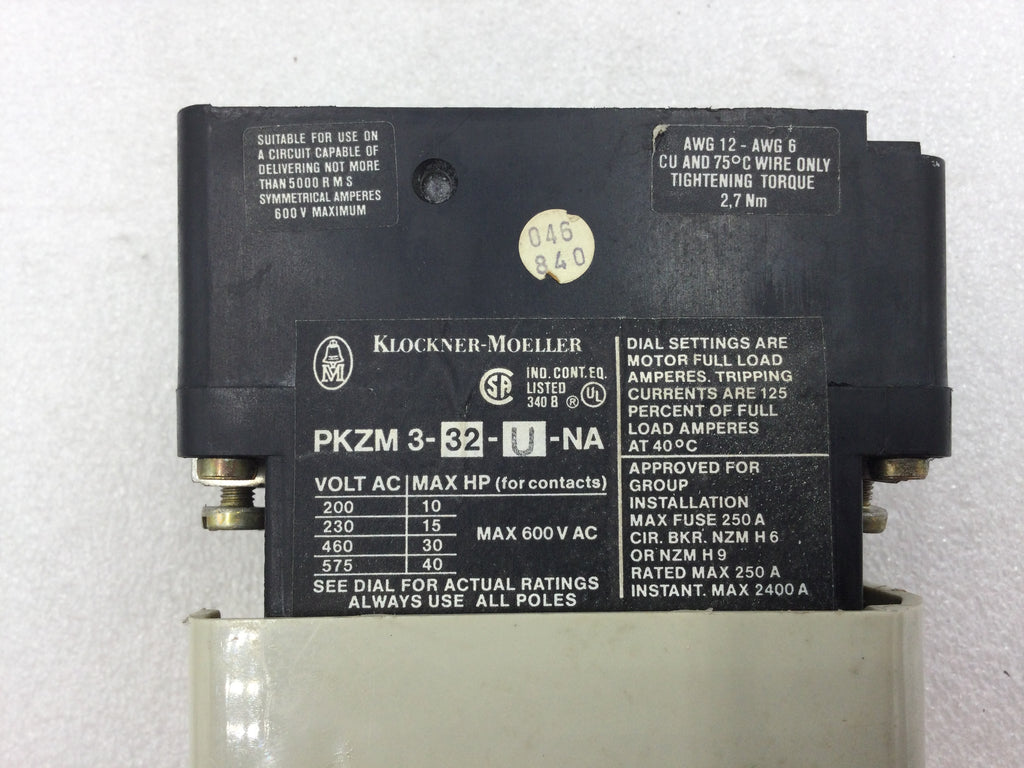 SUITABLE FOR USE ON
A CIRCUIT CAPABLE OF
DELIVERING NOT MORE
THAN 5000 R M S
SYMMETRICAL AMPERES
600 V MAXIMUM
AWG 12 - AWG 6
CU AND 75°C WIRE ONLY
TIGHTENING TORQUE
2,7 Nm
046
840
M
KLOCKNER-MOELLER
SA
IND. CONT. EQ.
LISTED
340 B ® UL
PKZM 3-32-U-NA
VOLT AC MAX HP (for contacts)
200 10
230 15
460 30
575 40
MAX 600 V AC
SEE DIAL FOR ACTUAL RATINGS
ALWAYS USE ALL POLES
DIAL SETTINGS ARE
MOTOR FULL LOAD
AMPERES. TRIPPING
CURRENTS ARE 125
PERCENT OF FULL
LOAD AMPERES
AT 40°C
APPROVED FOR
GROUP
INSTALLATION
MAX FUSE 250 A
CIR. BKR. NZM H 6
OR NZM H 9
RATED MAX 250 A
INSTANT. MAX 2400 A